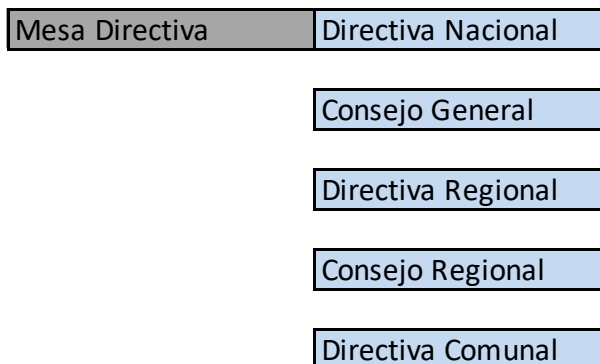 Mesa Directiva Directiva Nacional
Consejo General
Directiva Regional
Consejo Regional
Directiva Comunal